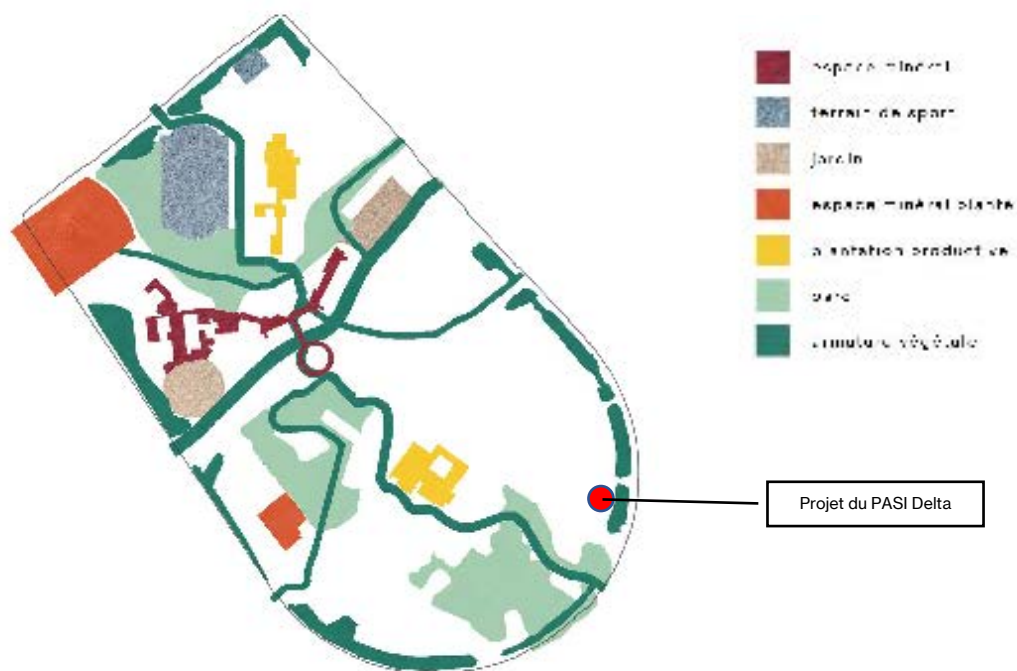 espace minéral
terrain de sport
jardin
espace minéral planté
plantation productive
parc
armature végétale
Projet du PASI Delta